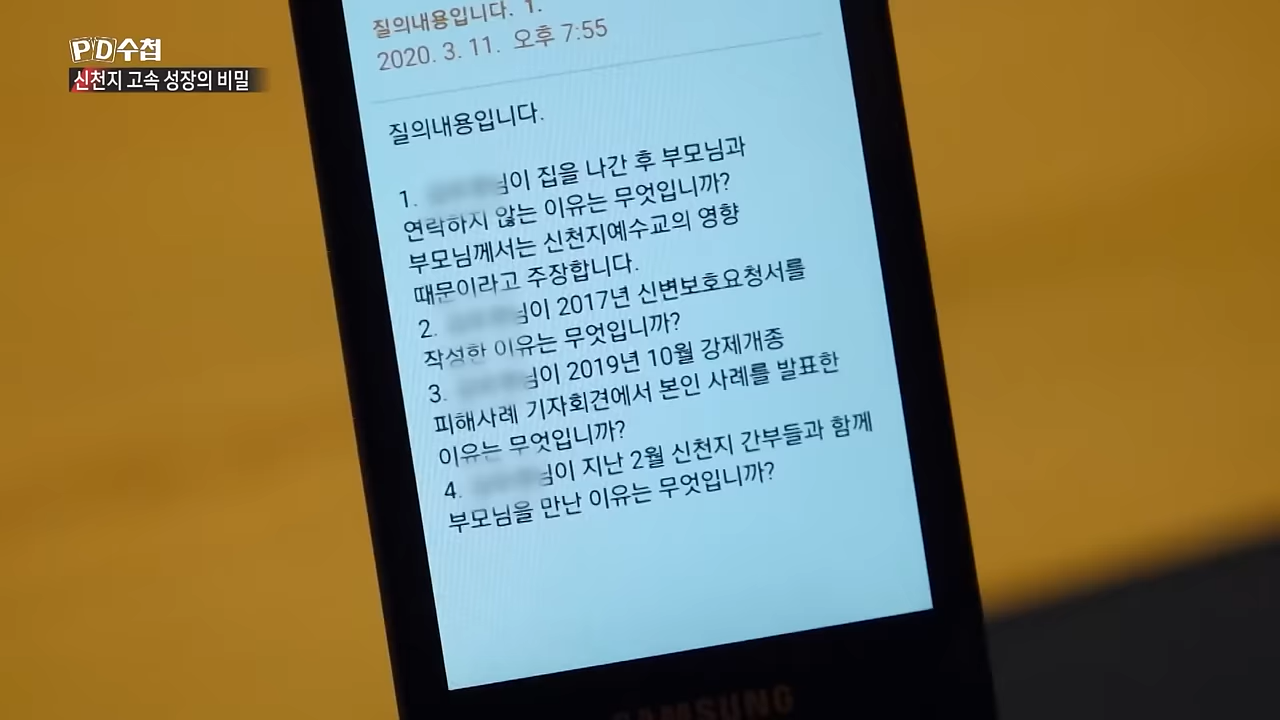 PD수첩
신천지 고속 성장의 비밀
질의내용입니다. 1.
2020. 3. 11. 오후 7:55
질의내용입니다.
1. 님이 집을 나간 후 부모님과
연락하지 않는 이유는 무엇입니까?
부모님께서는 신천지예수교의 영향
때문이라고 주장합니다.
2. 님이 2017년 신변보호요청서를
작성한 이유는 무엇입니까?
3. 님이 2019년 10월 강제개종
피해사례 기자회견에서 본인 사례를 발표한
이유는 무엇입니까?
4. 님이 지난 2월 신천지 간부들과 함께
부모님을 만난 이유는 무엇입니까?
SAMSUNG